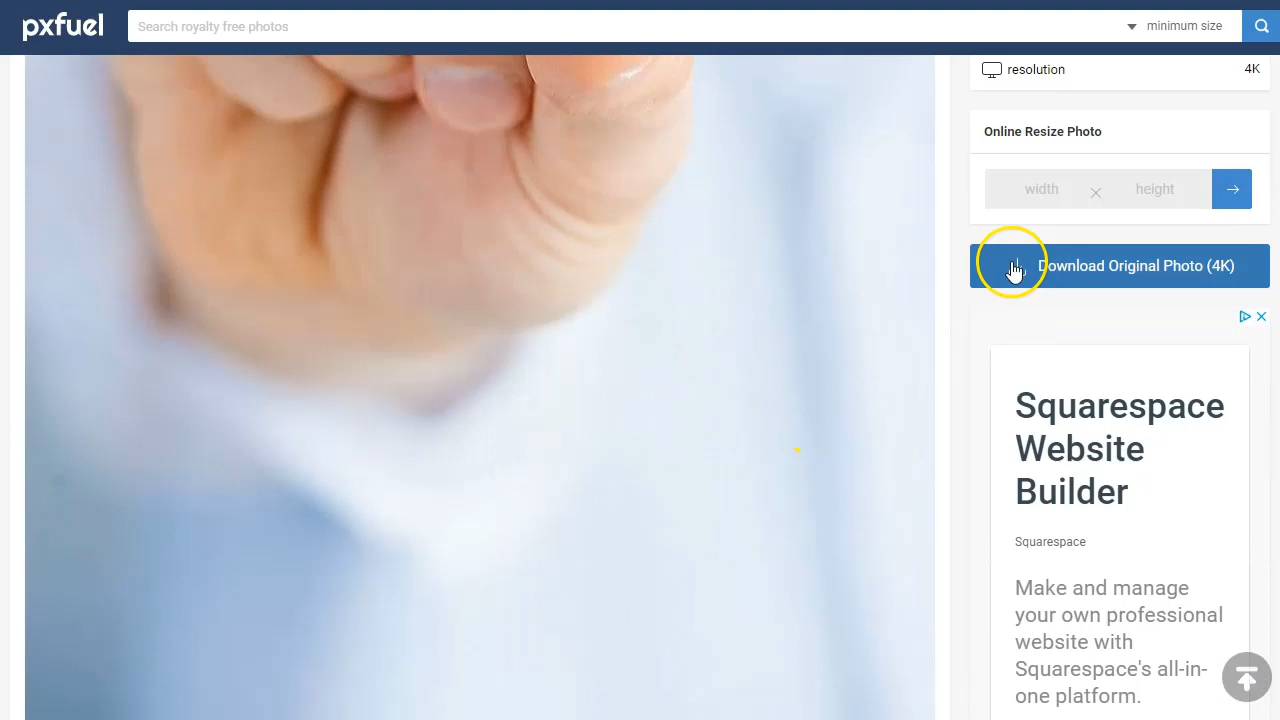 pxfuel
Search royalty free photos
minimum size
resolution 4K
Online Resize Photo
width × height
Download Original Photo (4K)
Squarespace
Website
Builder
Squarespace
Make and manage
your own professional
website with
Squarespace's all-in-
one platform.